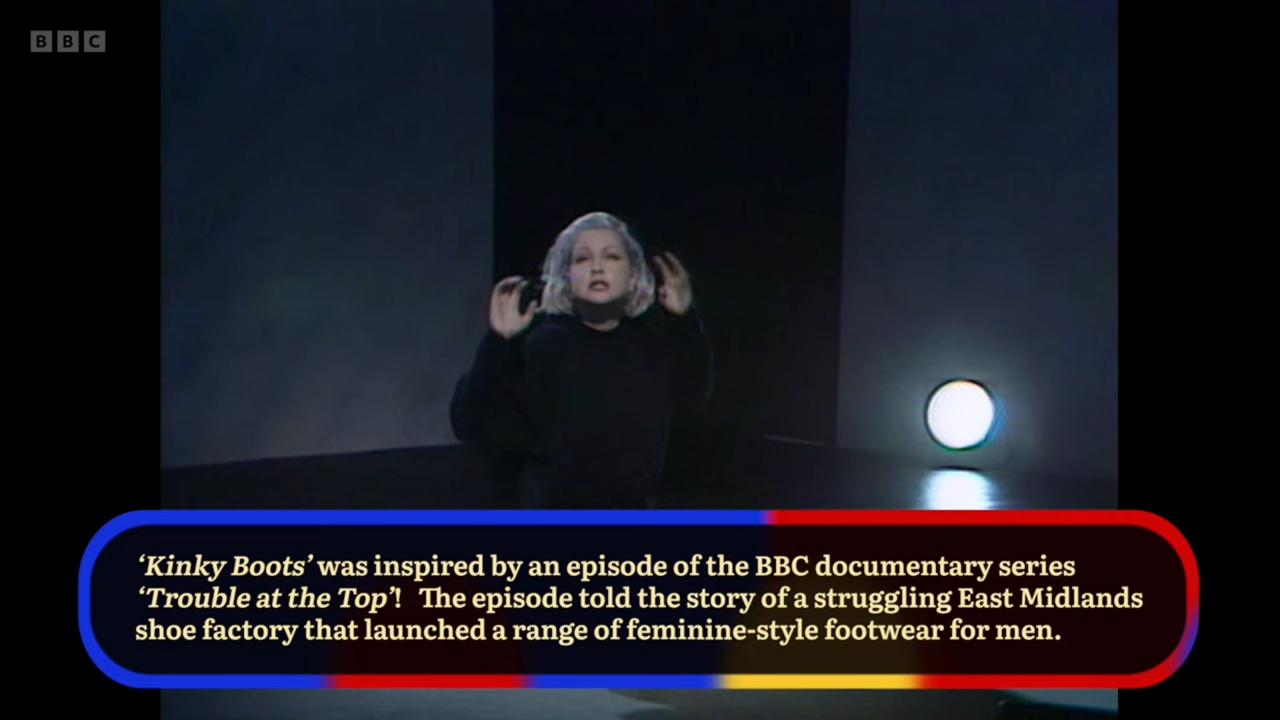 BBC
‘Kinky Boots’ was inspired by an episode of the BBC documentary series
‘Trouble at the Top’!  The episode told the story of a struggling East Midlands
shoe factory that launched a range of feminine-style footwear for men.